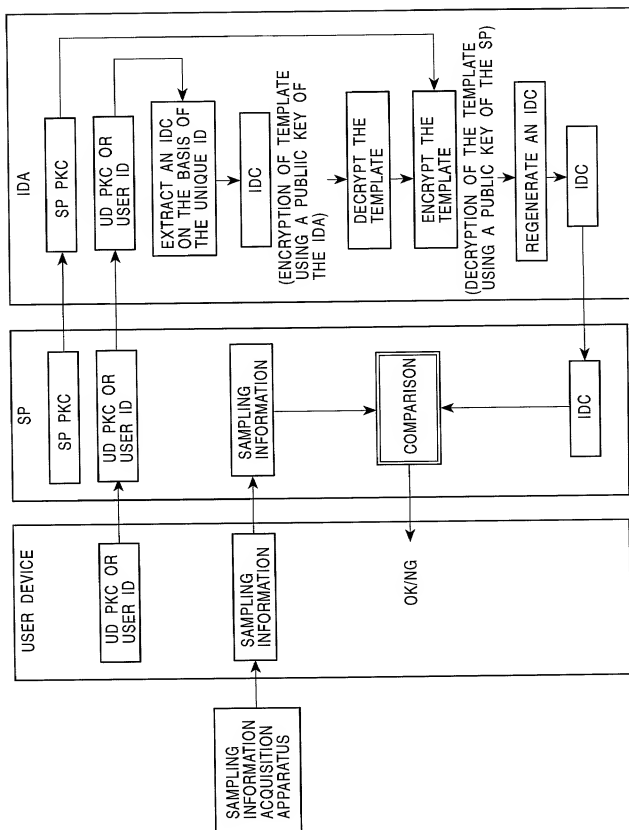 USER DEVICE
SP
IDA
SP PKC
SP PKC
UD PKC OR
USER ID
UD PKC OR
USER ID
UD PKC OR
USER ID
EXTRACT AN IDC
ON THE BASIS OF
THE UNIQUE ID
IDC
(ENCRYPTION OF TEMPLATE
USING A PUBLIIC KEY OF
THE IDA)
SAMPLING
INFORMATION
ACQUISITION
APPARATUS
SAMPLING
INFORMATION
SAMPLING
INFORMATION
DECRYPT THE
TEMPLATE
ENCRYPT THE
TEMPLATE
(DECRYPTION OF THE TEMPLATE
USING A PUBLIC KEY OF THE SP)
OK/NG
COMPARISON
REGENERATE AN IDC
IDC
IDC